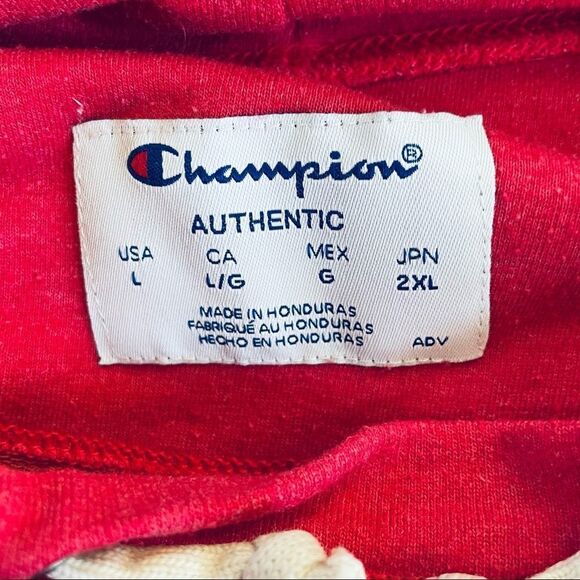 Champion®
AUTHENTIC
USA CA MEX JPN
L L/G G 2XL
MADE IN HONDURAS
FABRIQUÉ AU HONDURAS
HECHO EN HONDURAS ADV